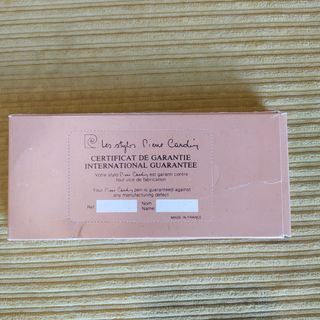 Les stylos Pierre Cardin
CERTIFICAT DE GARANTIE
INTERNATIONAL GUARANTEE
Votre stylo Pierre Cardin est garanti contre
tout vice de fabrication
Your Pierre Cardin pen is guaranteed against
any manufacturing defect
Ref. Nom
Name
MADE IN FRANCE